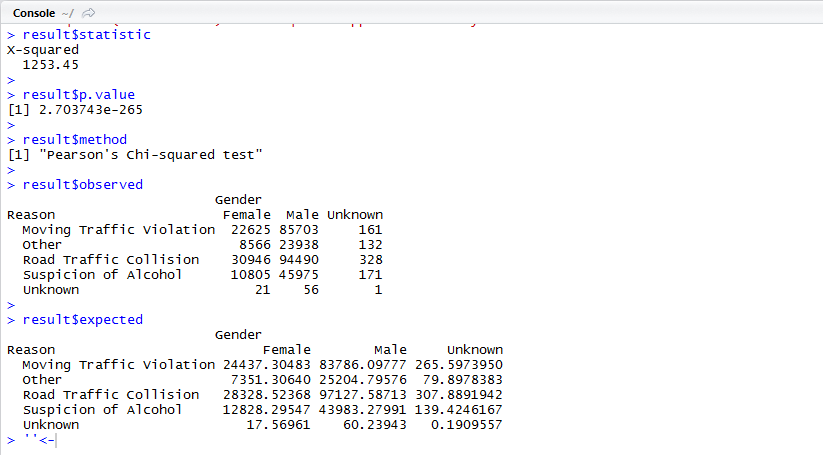 Console ~/
> result$statistic
X-squared
1253.45
>
> result$p.value
[1] 2.703743e-265
>
> result$method
[1] "Pearson's Chi-squared test"
>
> result$observed
Gender
Reason Female Male Unknown
Moving Traffic Violation 22625 85703 161
Other 8566 23938 132
Road Traffic Collision 30946 94490 328
Suspicion of Alcohol 10805 45975 171
Unknown 21 56 1
>
> result$expected
Gender
Reason Female Male Unknown
Moving Traffic Violation 24437.30483 83786.09777 265.5973950
Other 7351.30640 25204.79576 79.8978383
Road Traffic Collision 28328.52368 97127.58713 307.8891942
Suspicion of Alcohol 12828.29547 43983.27991 139.4246167
Unknown 17.56961 60.23943 0.1909557
> ''<-